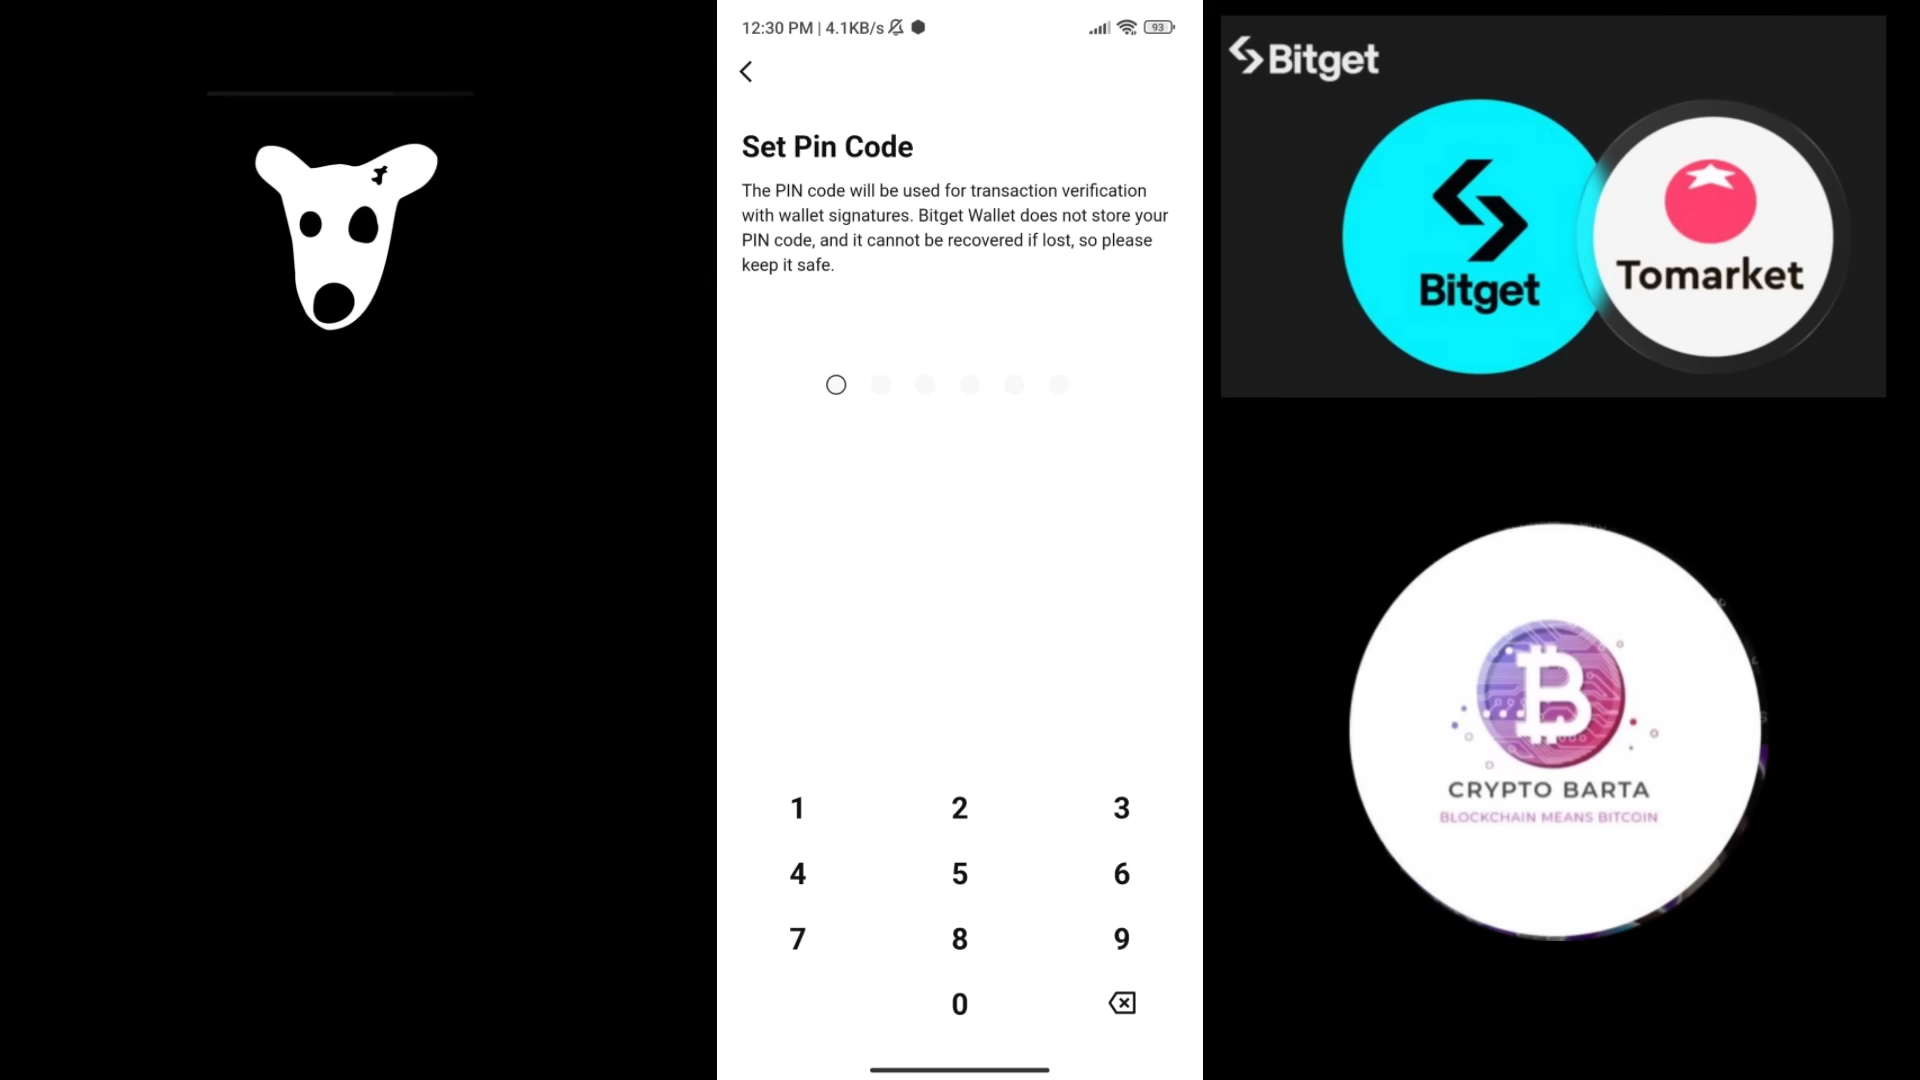 12:30 PM | 4.1KB/s
93
Set Pin Code
The PIN code will be used for transaction verification
with wallet signatures. Bitget Wallet does not store your
PIN code, and it cannot be recovered if lost, so please
keep it safe.
1 2 3
4 5 6
7 8 9
0
Bitget
Bitget
Tomarket
CRYPTO BARTA
BLOCKCHAIN MEANS BITCOIN